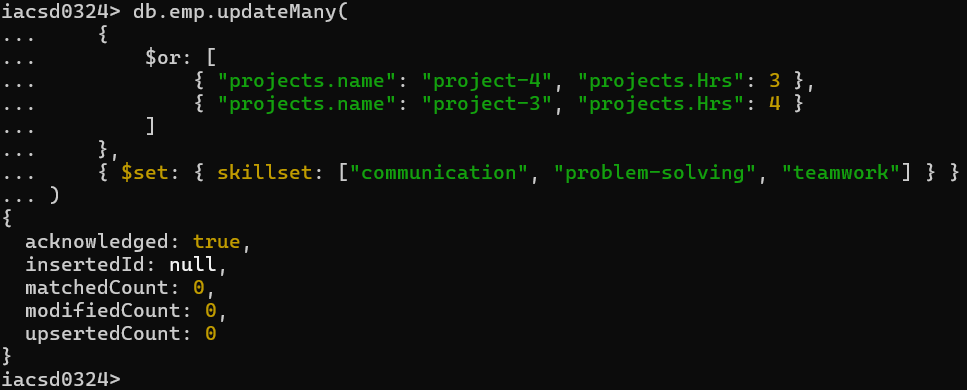 iacsd0324> db.emp.updateMany(
...     {
...         $or: [
...             { "projects.name": "project-4", "projects.Hrs": 3 },
...             { "projects.name": "project-3", "projects.Hrs": 4 }
...         ]
...     },
...     { $set: { skillset: ["communication", "problem-solving", "teamwork"] } }
... )
{
  acknowledged: true,
  insertedId: null,
  matchedCount: 0,
  modifiedCount: 0,
  upsertedCount: 0
}
iacsd0324>